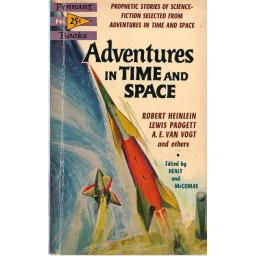 Pennant
P44 25¢
Books
PROPHETIC STORIES OF SCIENCE-
FICTION SELECTED FROM
ADVENTURES IN TIME AND SPACE
Adventures
IN TIME AND
SPACE
ROBERT HEINLEIN
LEWIS PADGETT
A. E. VAN VOGT
and others
Edited by
HEALY
and
McCOMAS